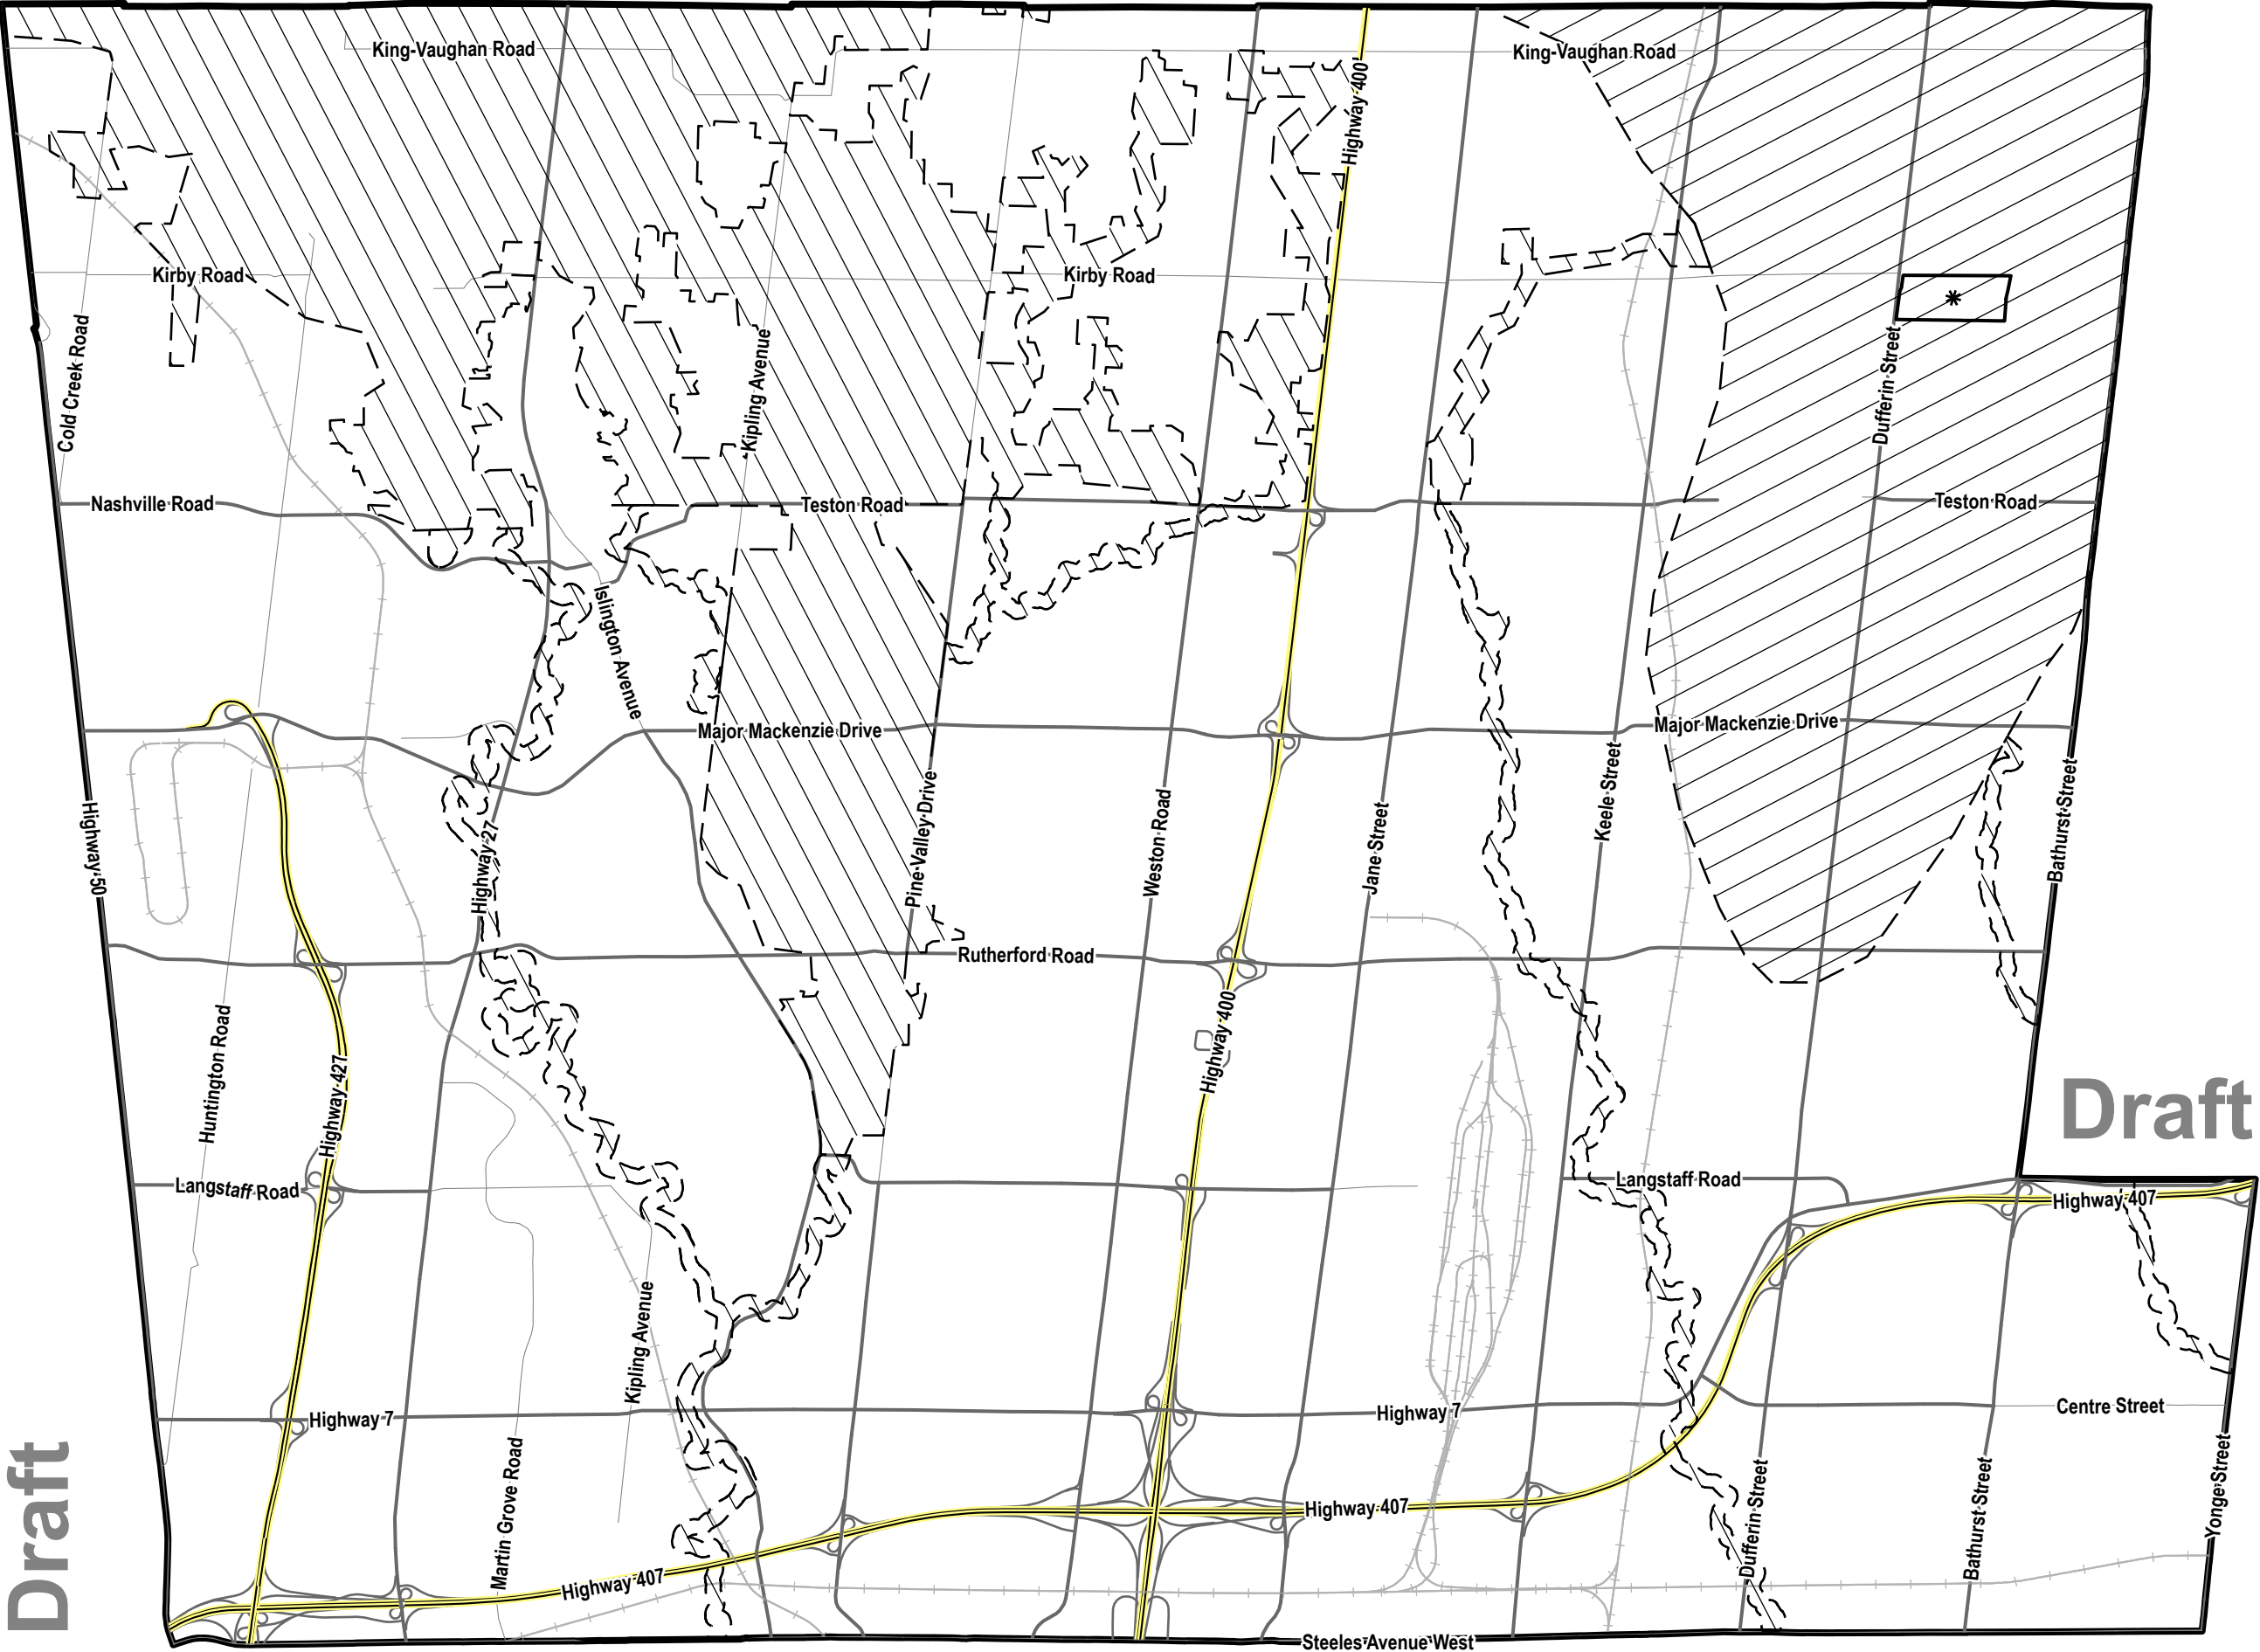 King-Vaughan Road
King-Vaughan Road
Highway 400
Kirby Road
Kirby Road
*
Cold Creek Road
Kipling Avenue
Dufferin Street
Nashville Road
Teston Road
Teston Road
Islington Avenue
Major Mackenzie Drive
Major Mackenzie Drive
Highway 50
Highway 27
Pine Valley Drive
Weston Road
Jane Street
Keele Street
Bathurst Street
Rutherford Road
Huntington Road
Highway 427
Highway 400
Draft
Langstaff Road
Langstaff Road
Highway 407
Kipling Avenue
Highway 7
Highway 7
Centre Street
Draft
Martin Grove Road
Highway 407
Highway 407
Dufferin Street
Bathurst Street
Yonge Street
Steeles Avenue West